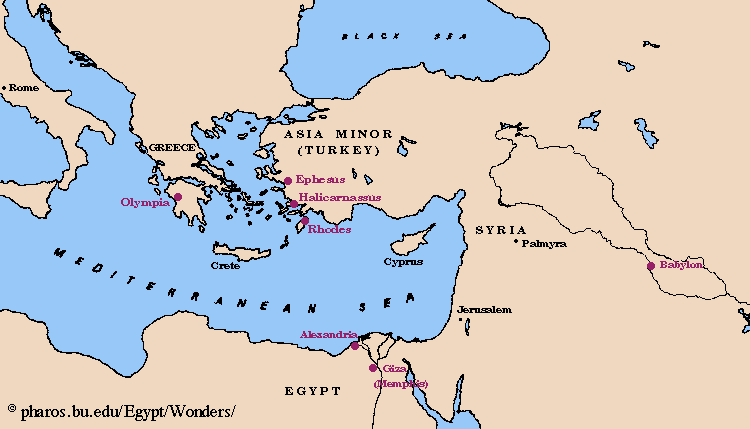 BLACK SEA
Rome
ASIA MINOR
(TURKEY)
GREECE
Ephesus
Olympia
Halicarnassus
Rhodes
SYRIA
Palmyra
Crete
Cyprus
Babylon
MEDITERRANEAN SEA
Jerusalem
Alexandria
Giza
(Memphis)
EGYPT
© pharos.bu.edu/Egypt/Wonders/